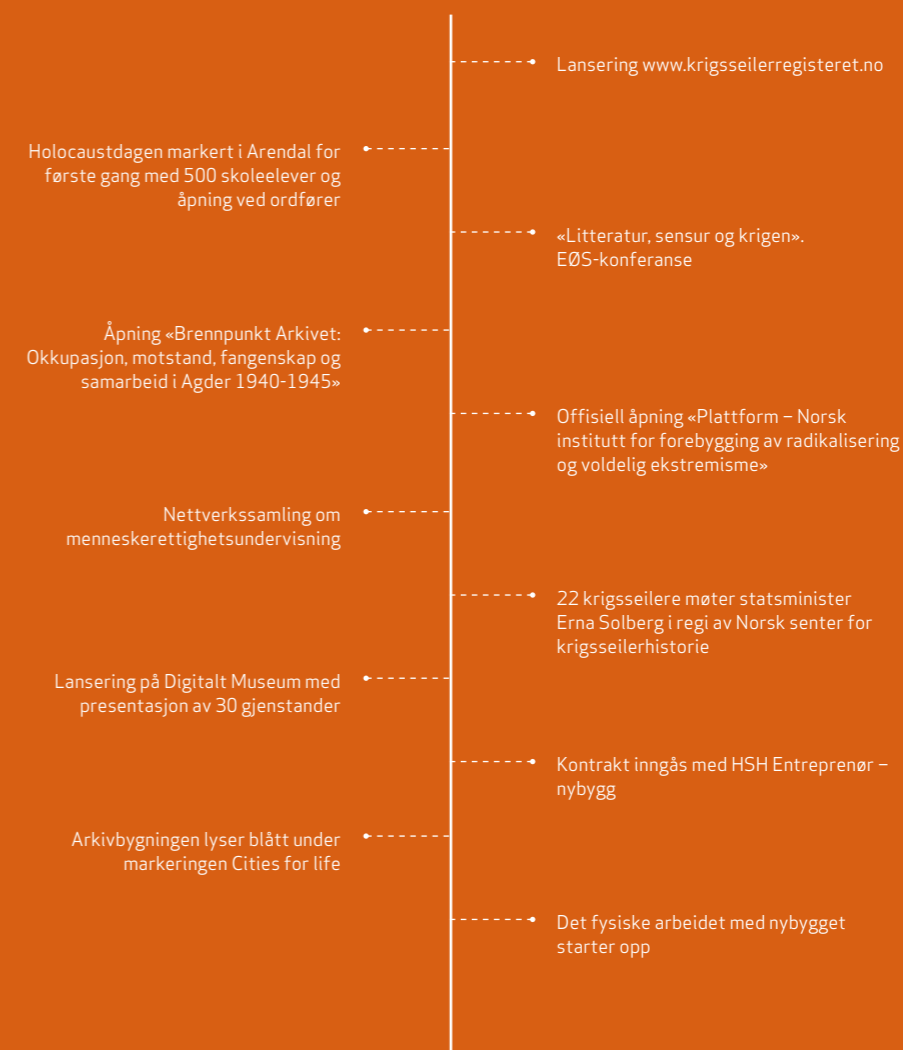 Lansering www.krigsseilerregisteret.no
Holocaustdagen markert i Arendal for
første gang med 500 skoleelever og
åpning ved ordfører
«Litteratur, sensur og krigen».
EØS-konferanse
Åpning «Brennpunkt Arkivet:
Okkupasjon, motstand, fangenskap og
samarbeid i Agder 1940-1945»
Offisiell åpning «Plattform – Norsk
institutt for forebygging av radikalisering
og voldelig ekstremisme»
Nettverkssamling om
menneskerettighetsundervisning
22 krigsseilere møter statsminister
Erna Solberg i regi av Norsk senter for
krigsseilerhistorie
Lansering på Digitalt Museum med
presentasjon av 30 gjenstander
Kontrakt inngås med HSH Entreprenør –
nybygg
Arkivbygningen lyser blått under
markeringen Cities for life
Det fysiske arbeidet med nybygget
starter opp